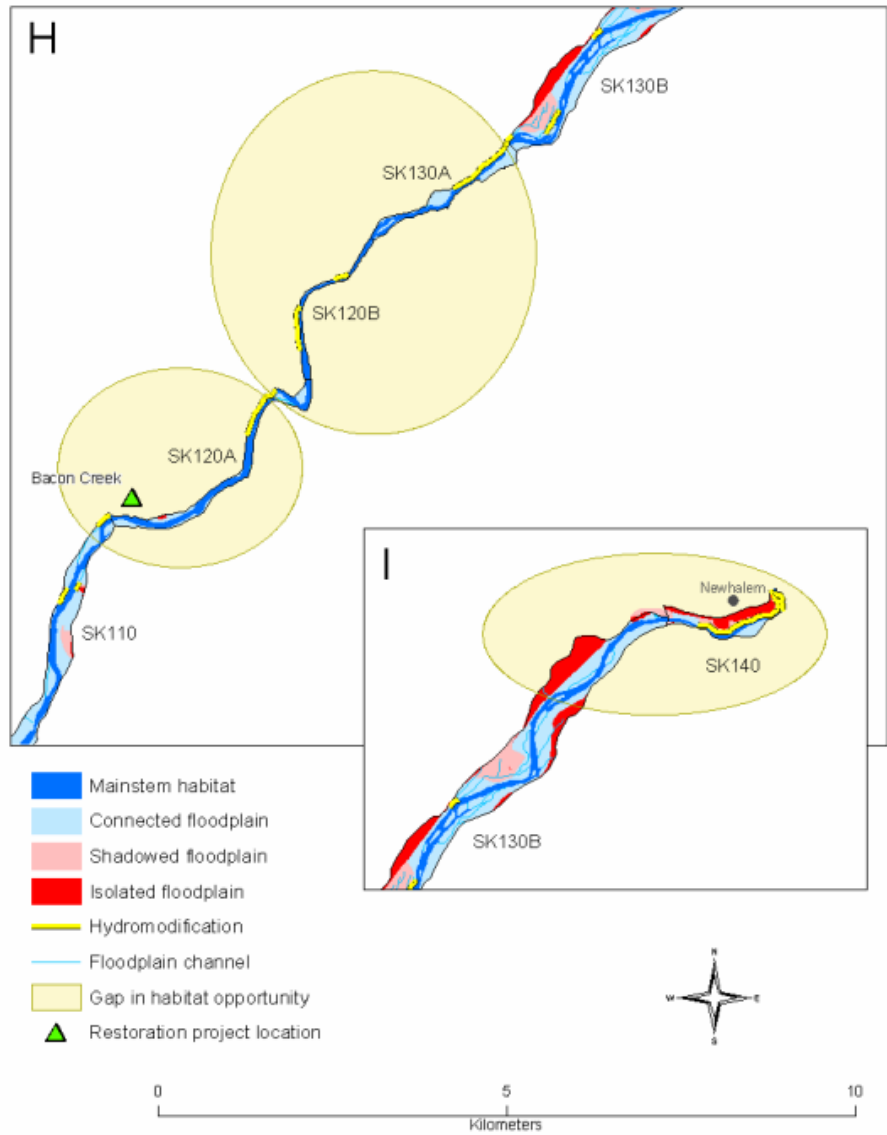 H
SK130B
SK130A
SK120B
SK120A
Bacon Creek
SK110
I
Newhalem
SK140
SK130B
Mainstem habitat
Connected floodplain
Shadowed floodplain
Isolated floodplain
Hydromodification
Floodplain channel
Gap in habitat opportunity
Restoration project location
N
W E
S
0 5 10
Kilometers